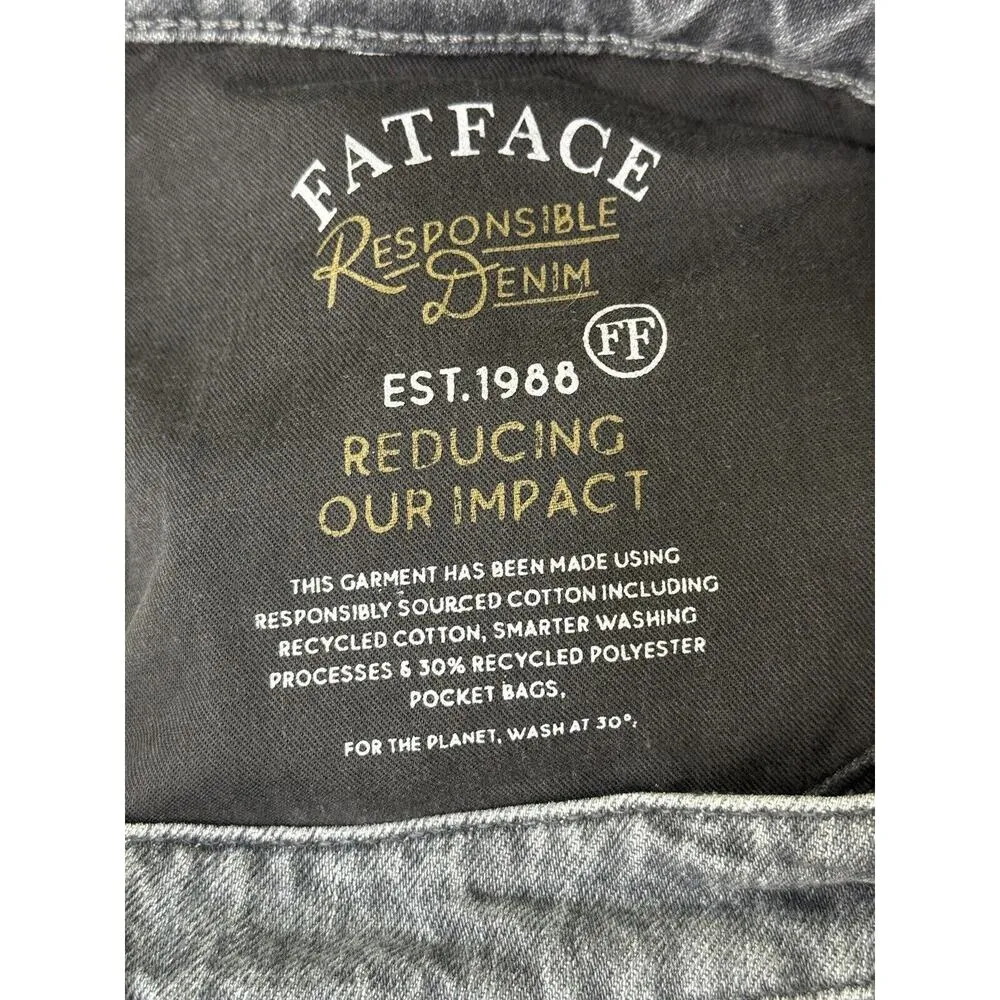 FATFACE
RESPONSIBLE
DENIM
FF
EST.1988
REDUCING
OUR IMPACT
THIS GARMENT HAS BEEN MADE USING
RESPONSIBLY SOURCED COTTON INCLUDING
RECYCLED COTTON, SMARTER WASHING
PROCESSES & 30% RECYCLED POLYESTER
POCKET BAGS.
FOR THE PLANET, WASH AT 30°.